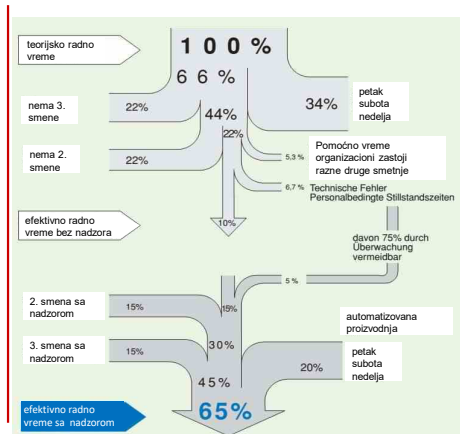 teorijsko radno
vreme
100%
66%
nema 3.
smene
22%
34%
petak
subota
nedelja
44%
22%
nema 2.
smene
22%
Pomoćno vreme
organizacioni zastoji
razne druge smetnje
5,3 %
6,7 %
Technische Fehler
Personalbedingte Stillstandszeiten
efektivno radno
vreme bez nadzora
10%
davon 75% durch
Überwachung
vermeidbar
5 %
2. smena sa
nadzorom
15%
15%
automatizovana
proizvodnja
30%
3. smena sa
nadzorom
15%
petak
subota
nedelja
20%
45%
efektivno radno
vreme sa nadzorom
65%